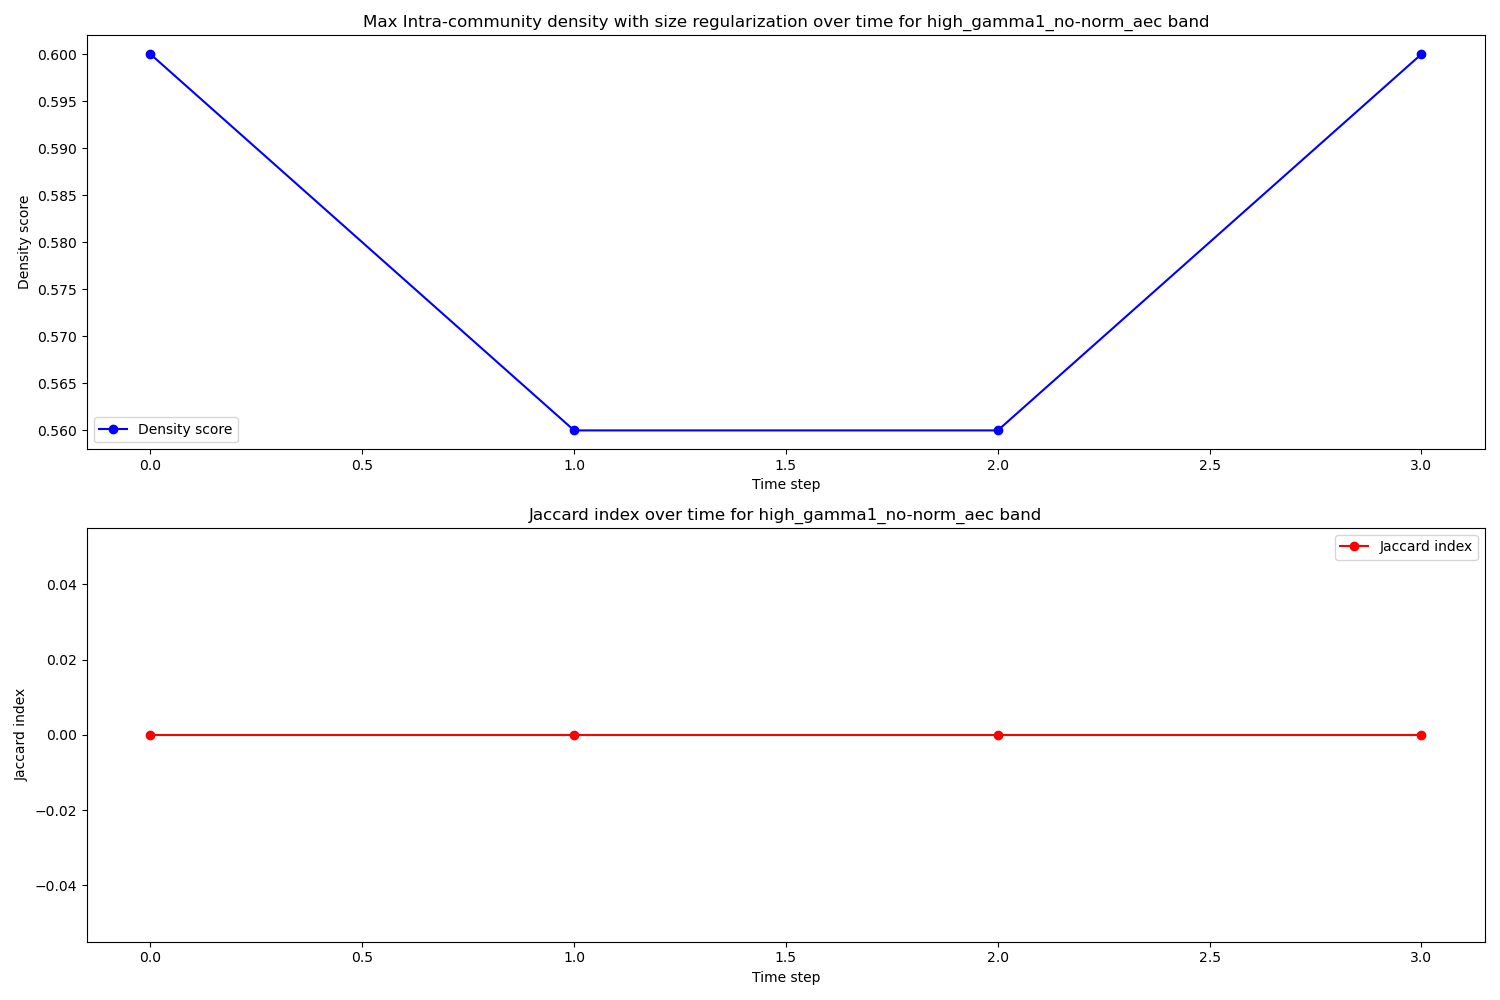 Max Intra-community density with size regularization over time for high_gamma1_no-norm_aec band
Density score
0.600
0.595
0.590
0.585
0.580
0.575
0.570
0.565
0.560
Density score
0.0 0.5 1.0 1.5 2.0 2.5 3.0
Time step
Jaccard index over time for high_gamma1_no-norm_aec band
Jaccard index
Jaccard index
0.04
0.02
0.00
−0.02
−0.04
0.0 0.5 1.0 1.5 2.0 2.5 3.0
Time step